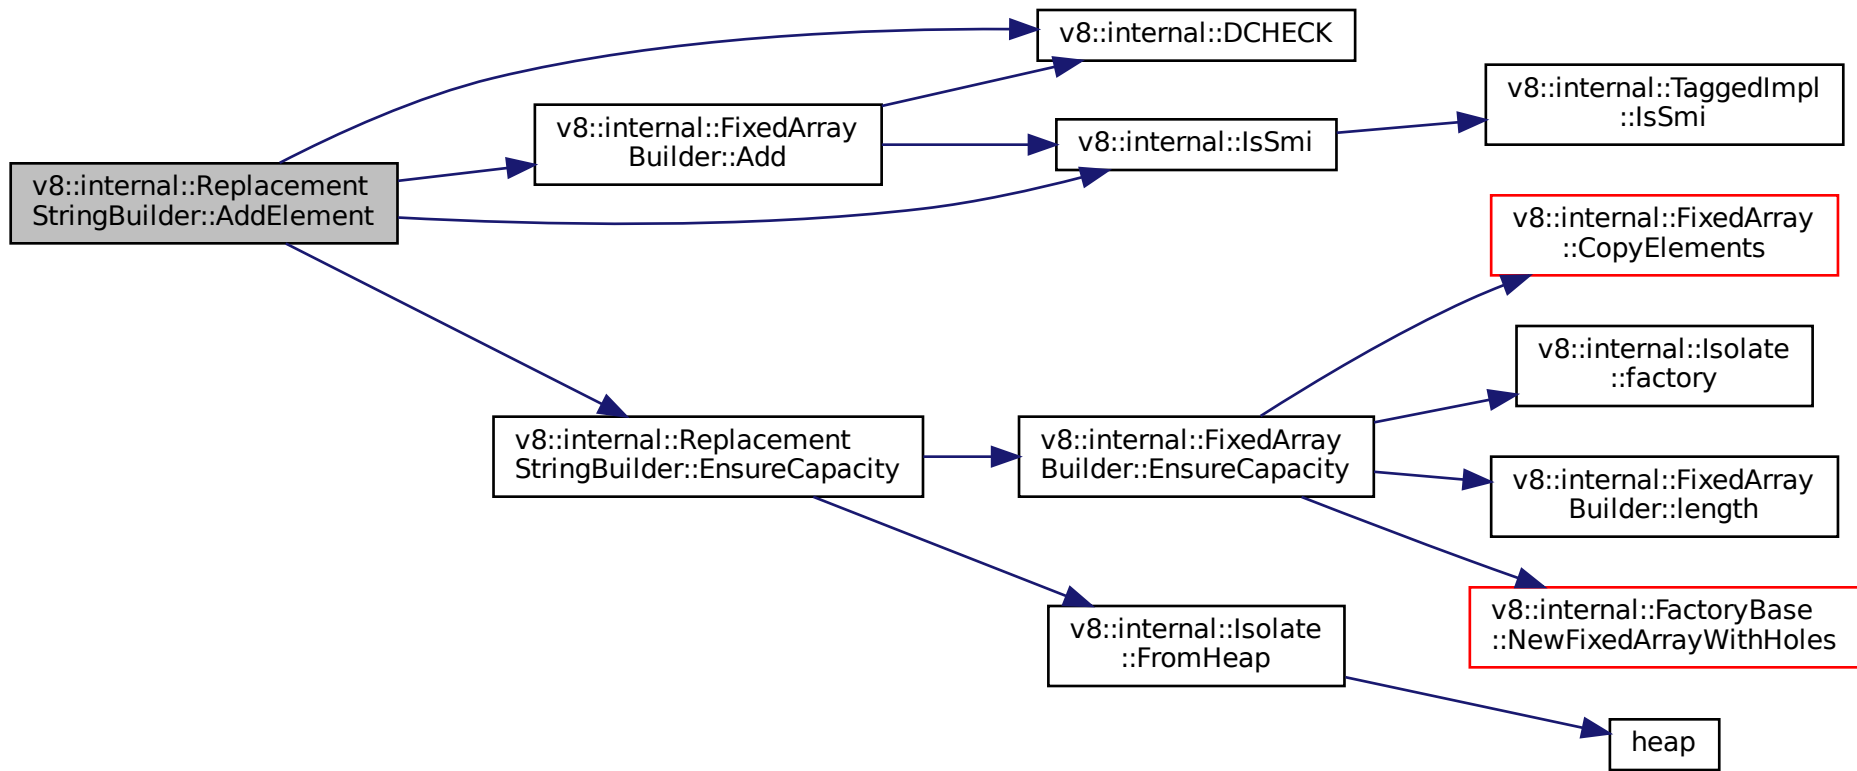 v8::internal::Replacement
StringBuilder::AddElement
v8::internal::DCHECK
v8::internal::FixedArray
Builder::Add
v8::internal::IsSmi
v8::internal::TaggedImpl
::IsSmi
v8::internal::Replacement
StringBuilder::EnsureCapacity
v8::internal::FixedArray
Builder::EnsureCapacity
v8::internal::FixedArray
::CopyElements
v8::internal::Isolate
::factory
v8::internal::FixedArray
Builder::length
v8::internal::FactoryBase
::NewFixedArrayWithHoles
v8::internal::Isolate
::FromHeap
heap